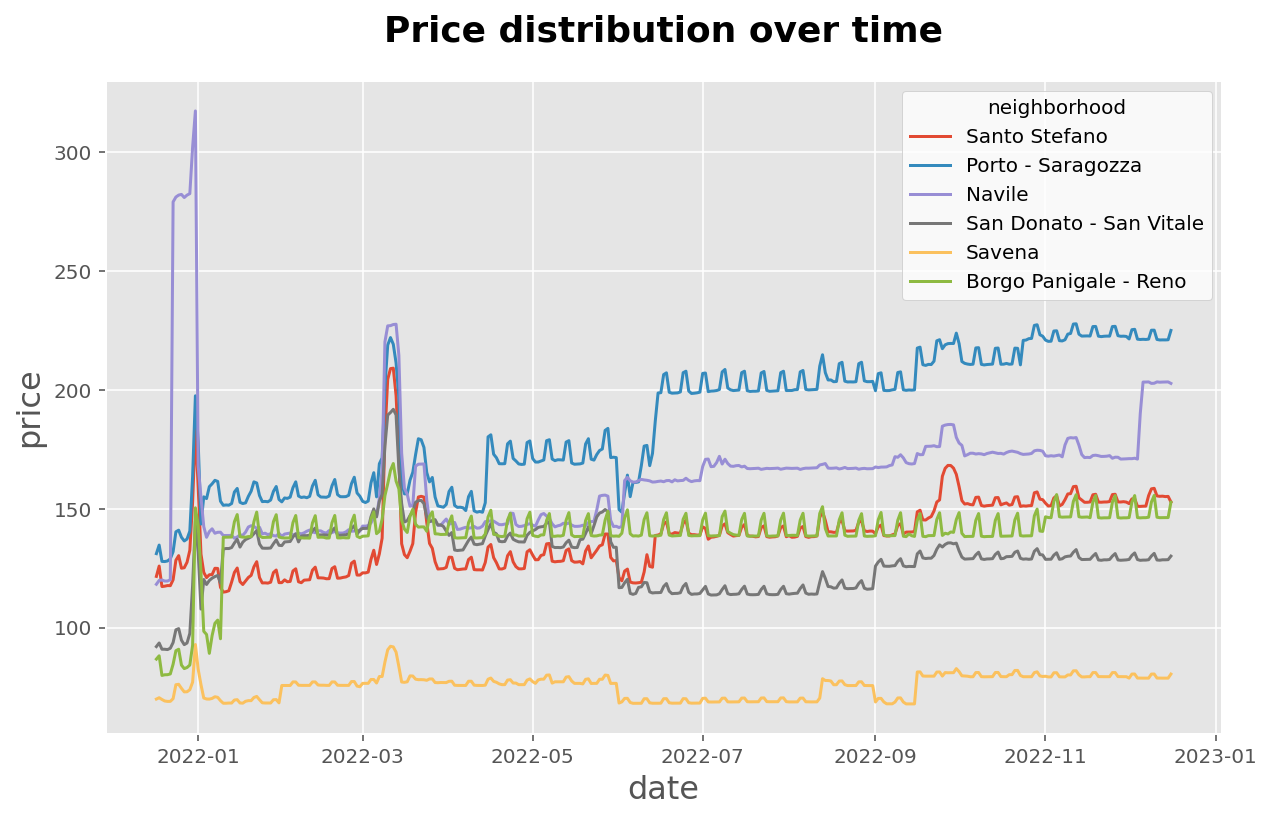 Price distribution over time
neighborhood
Santo Stefano
Porto - Saragozza
Navile
San Donato - San Vitale
Savena
Borgo Panigale - Reno
price
300
250
200
150
100
2022-01
2022-03
2022-05
2022-07
2022-09
2022-11
2023-01
date